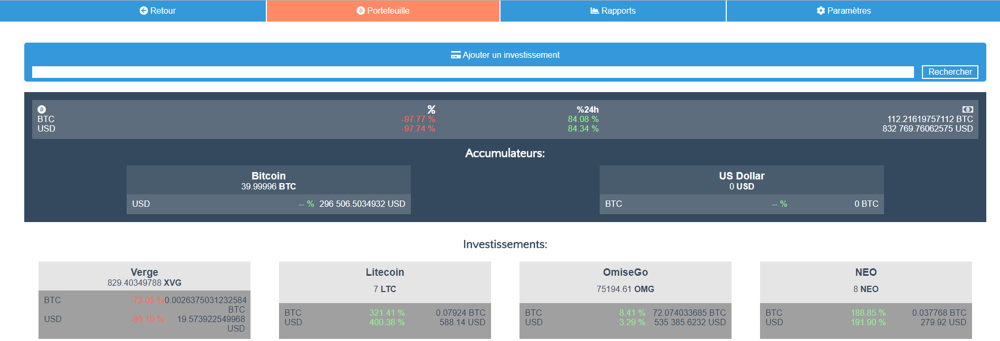 Retour
Portefeuille
Rapports
Paramètres
Ajouter un investissement
Rechercher
% %24h
BTC -97.77 % 84.08 % 112.21619757112 BTC
USD -97.74 % 84.34 % 832 769.76062575 USD
Accumulateurs:
Bitcoin
39.99996 BTC
USD -- % 296 506.5034932 USD
US Dollar
0 USD
BTC -- % 0 BTC
Investissements:
Verge
829.40349788 XVG
BTC -73.05 % 0.0026375031232584
BTC
USD -86.10 % 19.573922549968
USD
Litecoin
7 LTC
BTC 321.41 % 0.07924 BTC
USD 400.38 % 588.14 USD
OmiseGo
75194.61 OMG
BTC 8.41 % 72.074033685 BTC
USD 3.29 % 535 385.6232 USD
NEO
8 NEO
BTC 188.85 % 0.037768 BTC
USD 191.90 % 279.92 USD